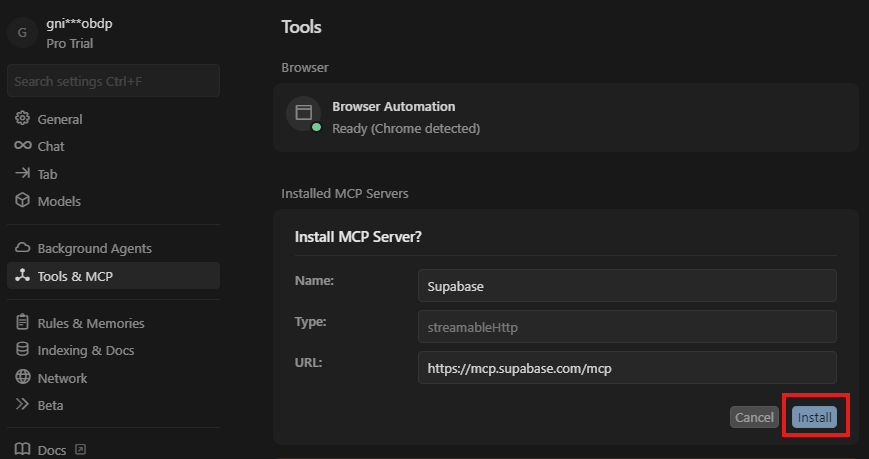 G
gni***obdp
Pro Trial
Search settings Ctrl+F
General
Chat
Tab
Models
Background Agents
Tools & MCP
Rules & Memories
Indexing & Docs
Network
Beta
Docs
Tools
Browser
Browser Automation
Ready (Chrome detected)
Installed MCP Servers
Install MCP Server?
Name: Supabase
Type: streamableHttp
URL: https://mcp.supabase.com/mcp
Cancel Install